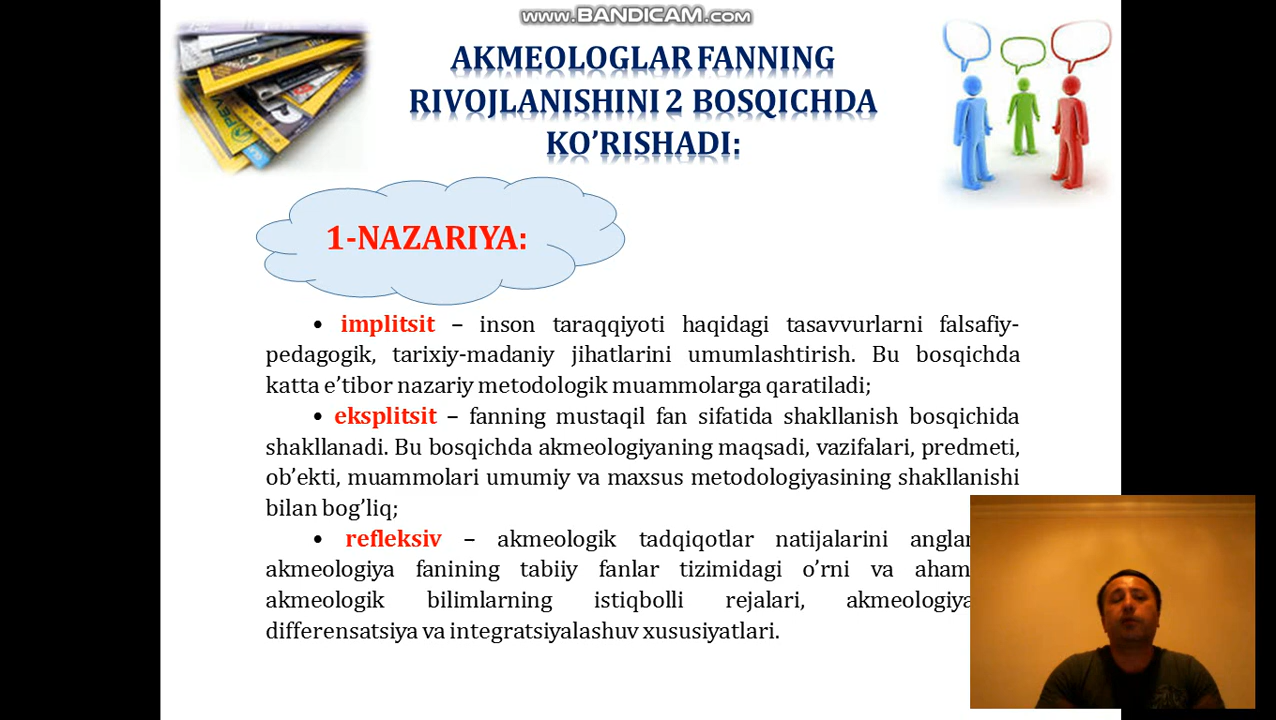 www.BANDICAM.com
AKMEOLOGLAR FANNING
RIVOJLANISHINI 2 BOSQICHDA
KO’RISHADI:
1-NAZARIYA:
• implitsit – inson taraqqiyoti haqidagi tasavvurlarni falsafiy-
pedagogik, tarixiy-madaniy jihatlarini umumlashtirish. Bu bosqichda
katta e’tibor nazariy metodologik muammolarga qaratiladi;
• eksplitsit – fanning mustaqil fan sifatida shakllanish bosqichida
shakllanadi. Bu bosqichda akmeologiyaning maqsadi, vazifalari, predmeti,
ob’ekti, muammolari umumiy va maxsus metodologiyasining shakllanishi
bilan bog’liq;
• refleksiv – akmeologik tadqiqotlar natijalarini
akmeologiya fanining tabiiy fanlar tizimidagi o’rni va
akmeologik bilimlarning istiqbolli rejalari,
differensatsiya va integratsiyalashuv xususiyatlari.